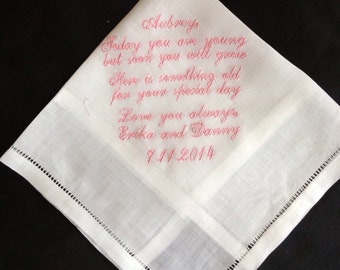 Aubrey,
Today you are young
but soon you will grow
Here is something old
for your special day
Love you always
Erika and Danny
7.11.2014